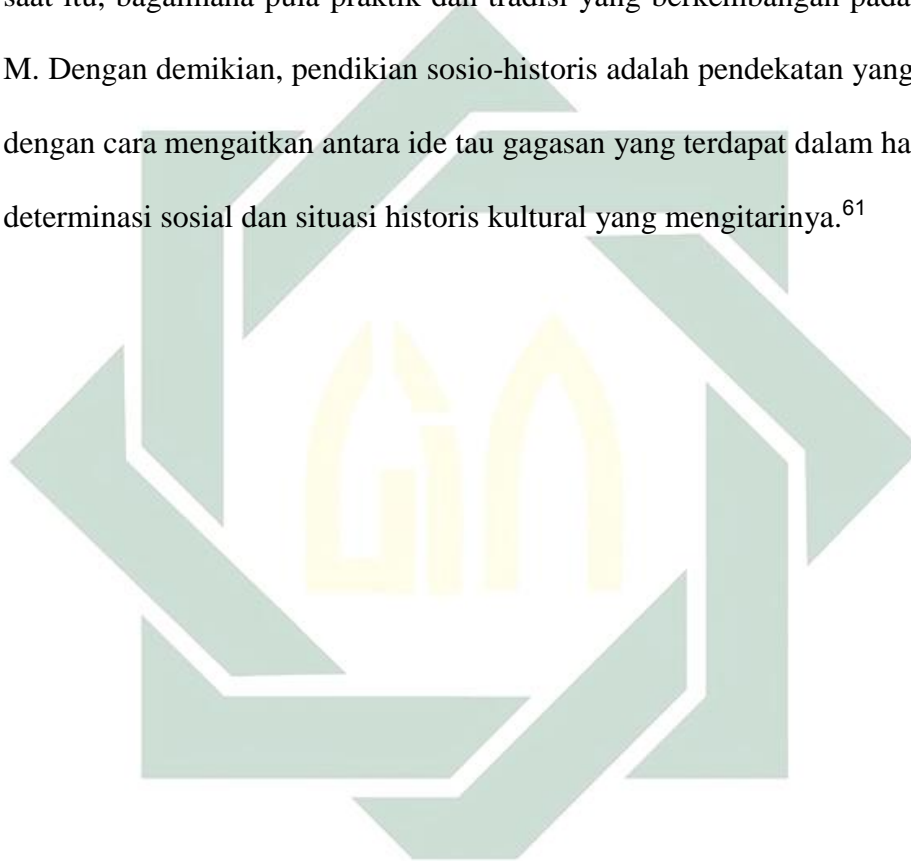 saat itu, bagaimana pula praktik dan tradisi yang berkembangan pada
M. Dengan demikian, pendikian sosio-historis adalah pendekatan yang
dengan cara mengaitkan antara ide tau gagasan yang terdapat dalam ha
determinasi sosial dan situasi historis kultural yang mengitarinya.61